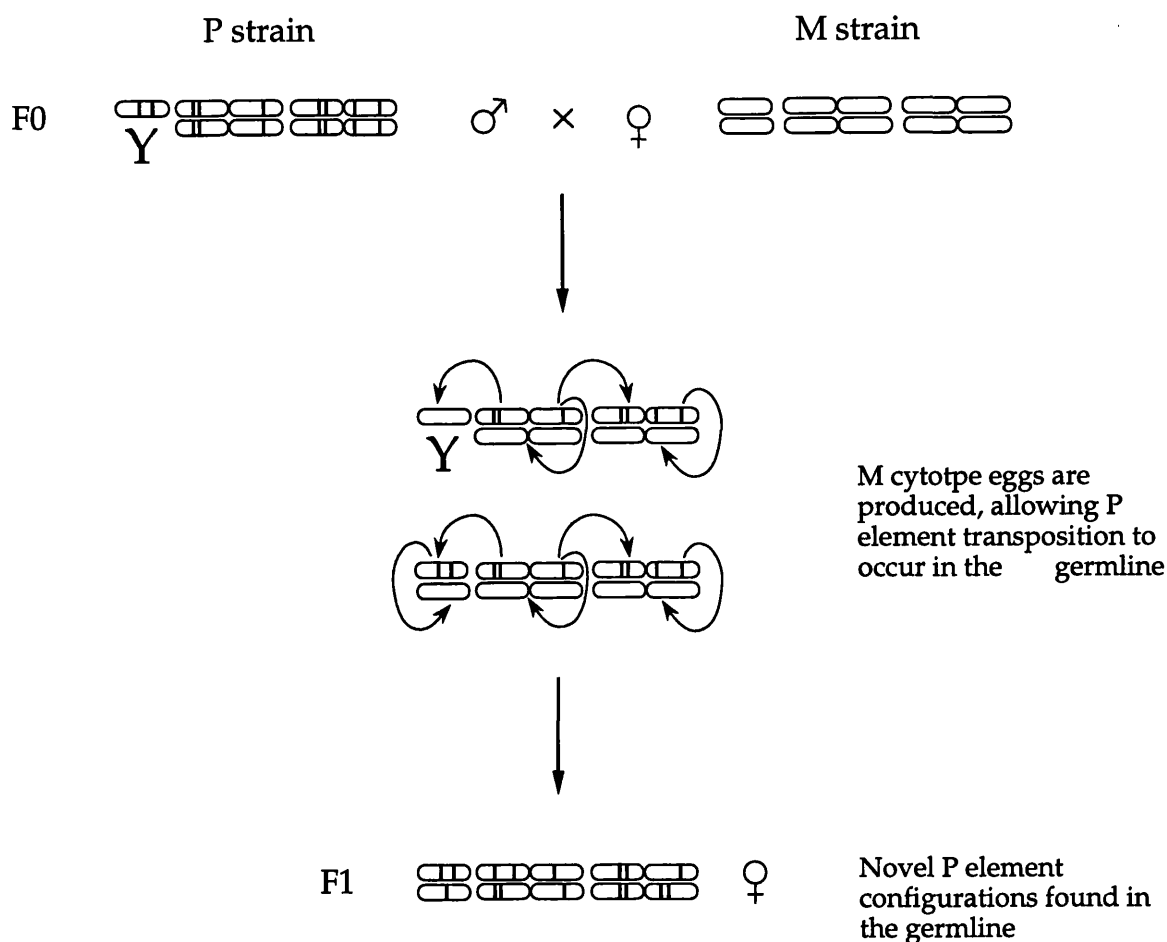 P strain
M strain
F0
Y
♂ × ♀
Y
M cytotpe eggs are
produced, allowing P
element transposition to
occur in the germline
F1
♀
Novel P element
configurations found in
the germline